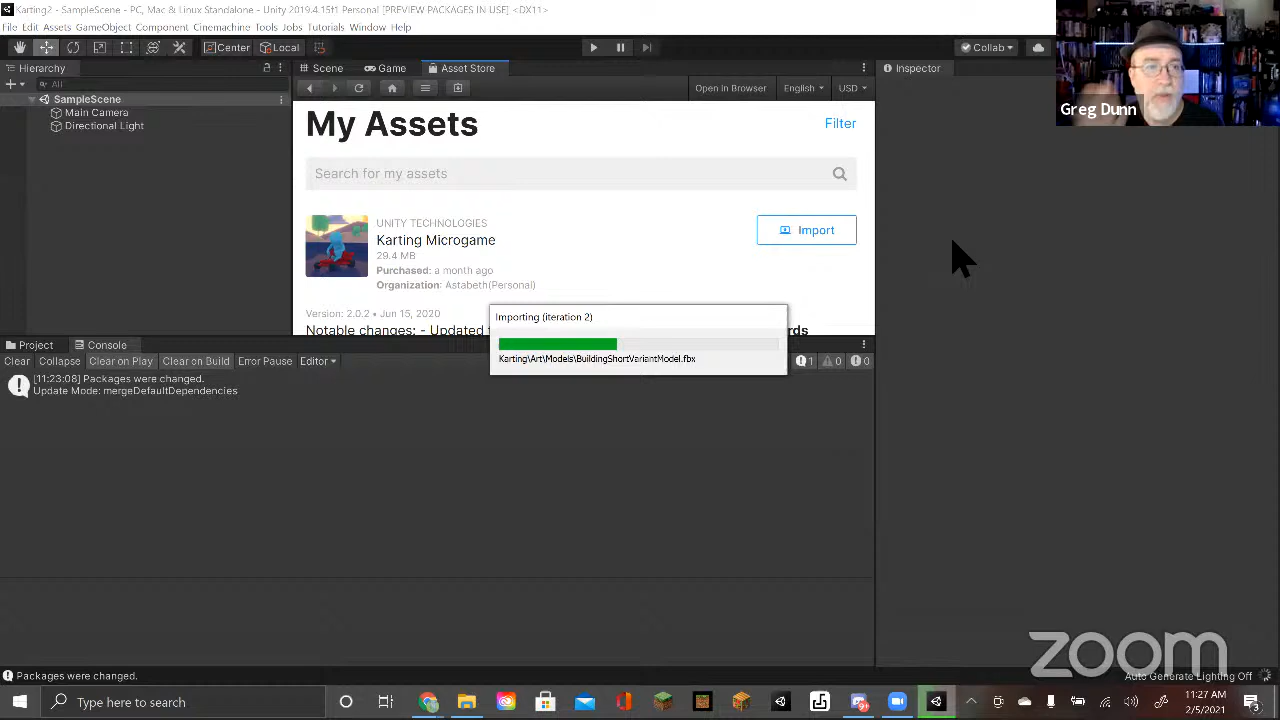 Karting2 - SampleScene - PC, Mac & Linux Standalone - Unity 2019.4.15f1 Personal [PREVIEW PACKAGES IN USE] <DX11>
File Edit Assets GameObject Component Cinemachine Tools Jobs Tutorials Window Help
Center Local Collab
Hierarchy Scene Game Asset Store Inspector
All Open in Browser English USD
SampleScene
Main Camera
Directional Light
My Assets Filter
Search for my assets
UNITY TECHNOLOGIES
Karting Microgame
29.4 MB
Purchased: a month ago
Organization: Astabeth(Personal)
Import
Version: 2.0.2 • Jun 15, 2020
Notable changes: - Updated
Importing (iteration 2)
Karting\Art\Models\BuildingShortVariantModel.fbx
Greg Dunn
Project Console
Clear Collapse Clear on Play Clear on Build Error Pause Editor 1 0 0
[11:23:08] Packages were changed.
Update Mode: mergeDefaultDependencies
zoom
Packages were changed. Auto Generate Lighting Off
Type here to search
11:27 AM
2/5/2021